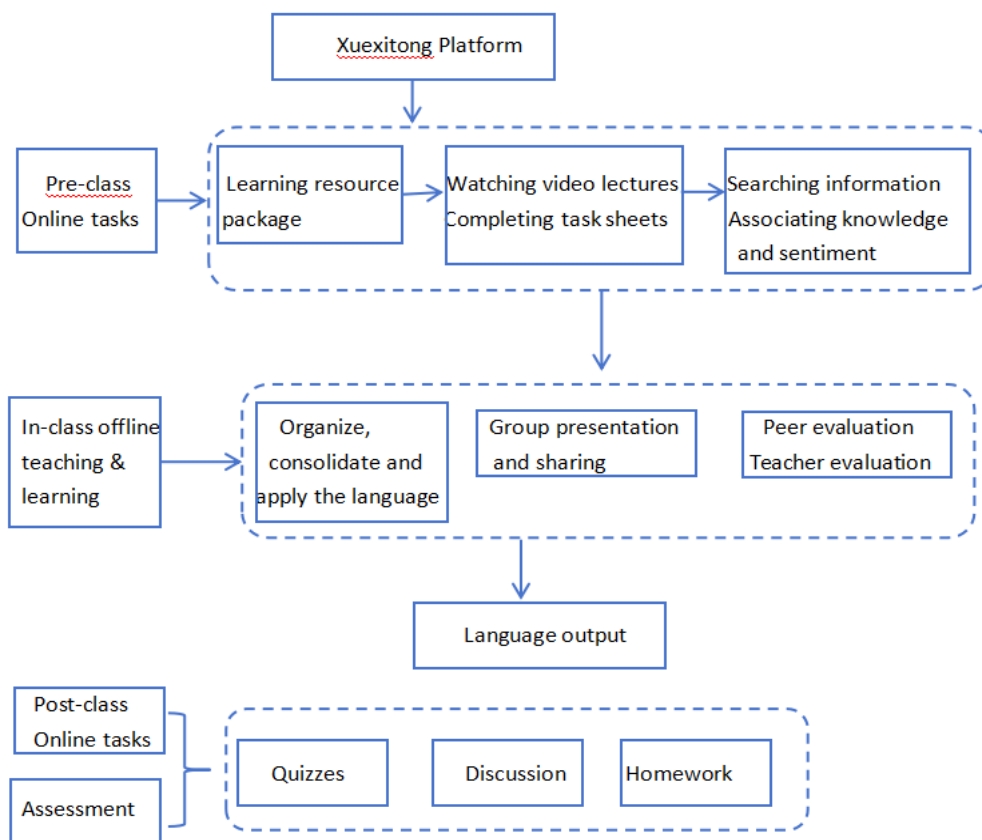 Xuexitong Platform
Pre-class
Online tasks
Learning resource
package
Watching video lectures
Completing task sheets
Searching information
Associating knowledge
and sentiment
In-class offline
teaching &
learning
Organize,
consolidate and
apply the language
Group presentation
and sharing
Peer evaluation
Teacher evaluation
Language output
Post-class
Online tasks
Assessment
Quizzes
Discussion
Homework